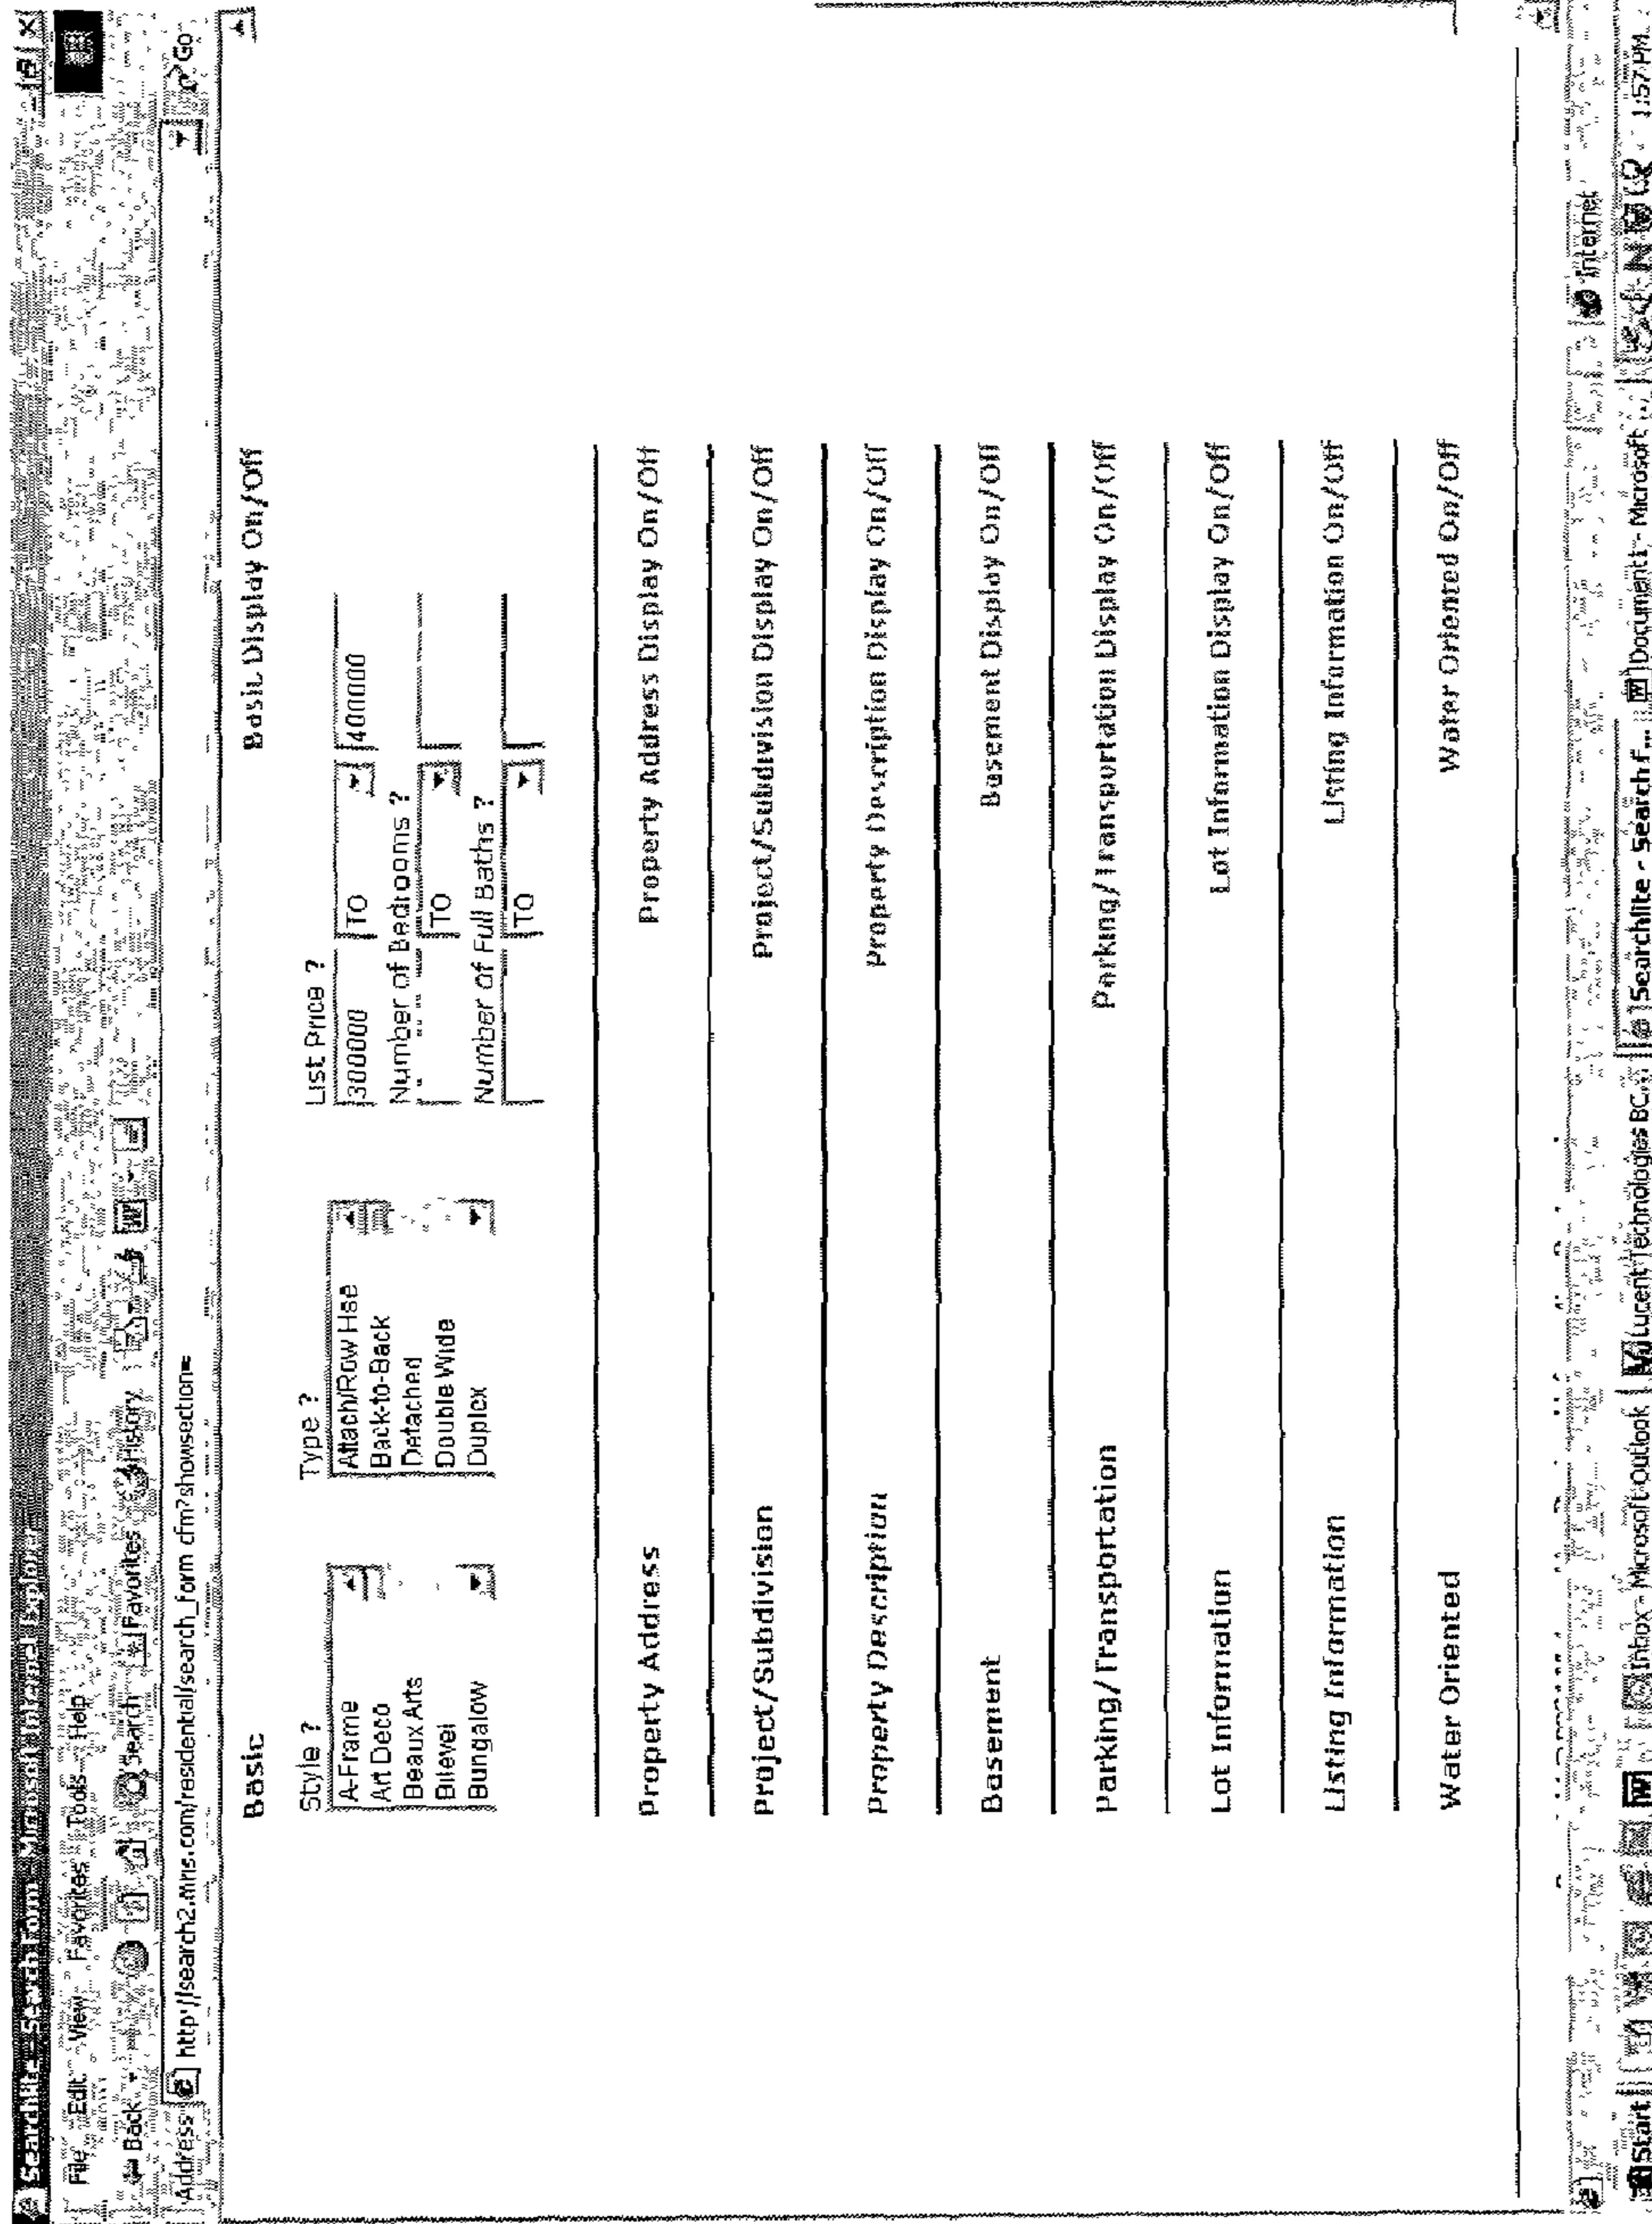 Searchlite - Search Form - Microsoft Internet Explorer
File Edit View Favorites Tools Help
Back Search Favorites History
Address http://search2.mris.com/residential/search_form.cfm?showsection= Go
Basic Basic Display On/Off
Style ? Type ? List Price ?
A-Frame Attach/Row Hse 300000 TO 400000
Art Deco Back-to-Back Number of Bedrooms ?
Beaux Arts Detached TO
Bilevel Double Wide Number of Full Baths ?
Bungalow Duplex TO
Property Address Property Address Display On/Off
Project/Subdivision Project/Subdivision Display On/Off
Property Description Property Description Display On/Off
Basement Basement Display On/Off
Parking/Transportation Parking/Transportation Display On/Off
Lot Information Lot Information Display On/Off
Listing Information Listing Information On/Off
Water Oriented Water Oriented On/Off
Internet
Start Inbox - Microsoft Outlook Lucent Technologies BC... Searchlite - Search F... Document1 - Microsoft ... 1:57 PM